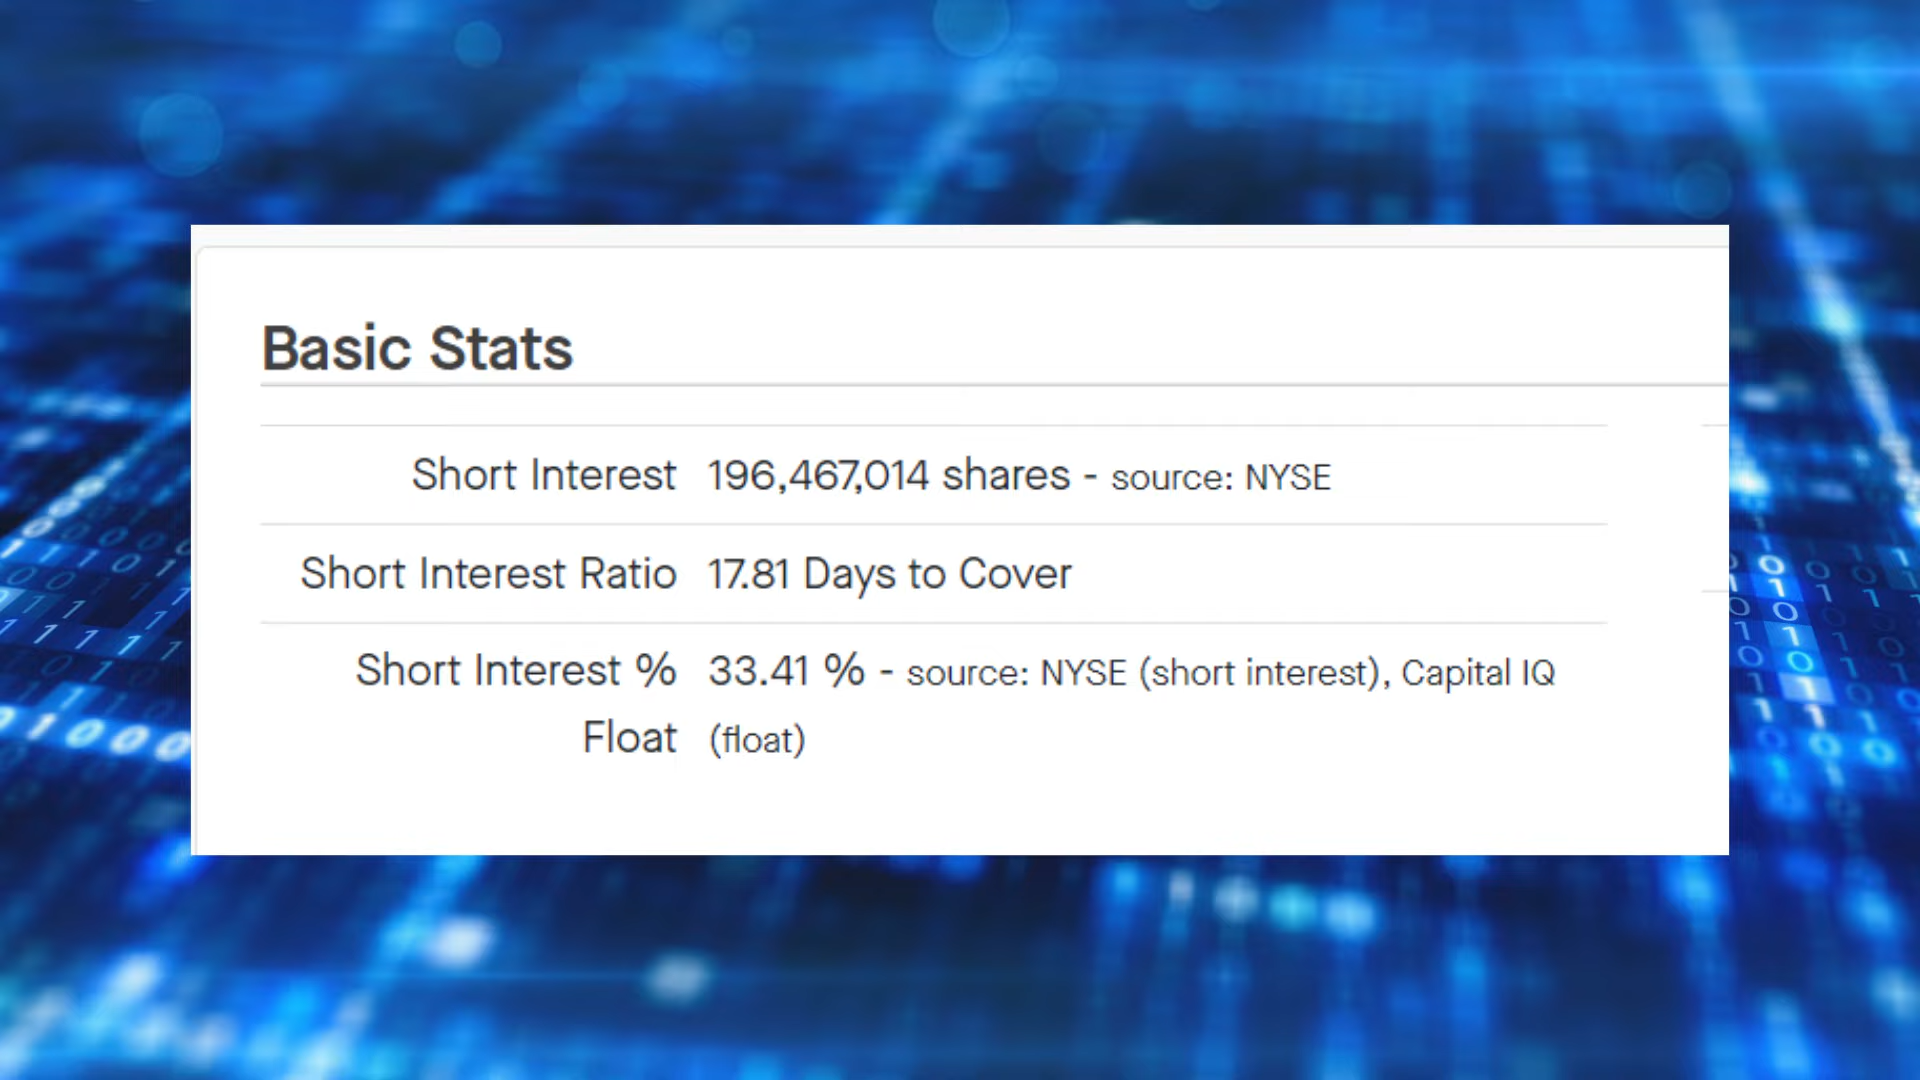 Basic Stats
Short Interest 196,467,014 shares - source: NYSE
Short Interest Ratio 17.81 Days to Cover
Short Interest % 33.41 % - source: NYSE (short interest), Capital IQ
Float (float)